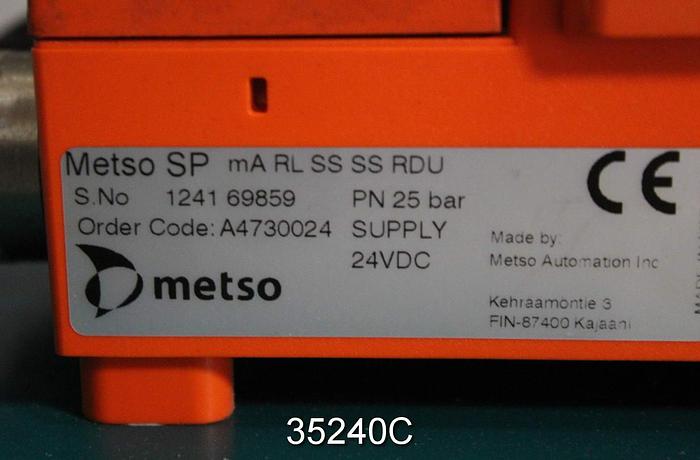 Metso SP mA RL SS SS RDU
S.No 1241 69859 PN 25 bar
Order Code: A4730024 SUPPLY
24VDC
CE
Made by:
Metso Automation Inc
metso
Kehräämöntie 3
FIN-87400 Kajaani
35240C